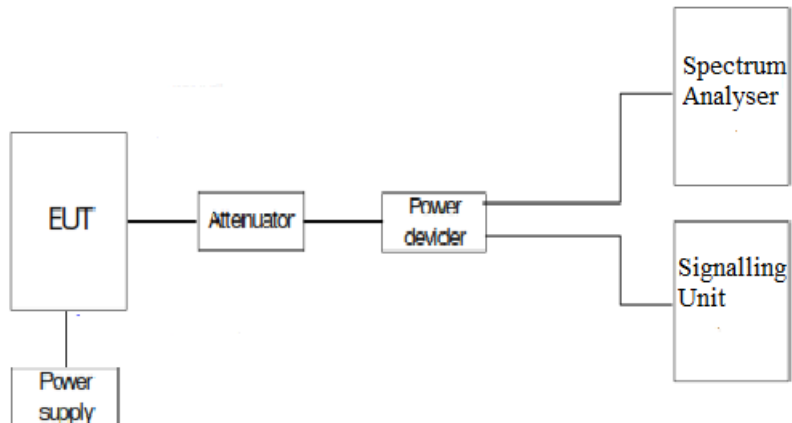 Spectrum
Analyser
EUT
Attenuator
Power
devider
Signalling
Unit
Power
supply